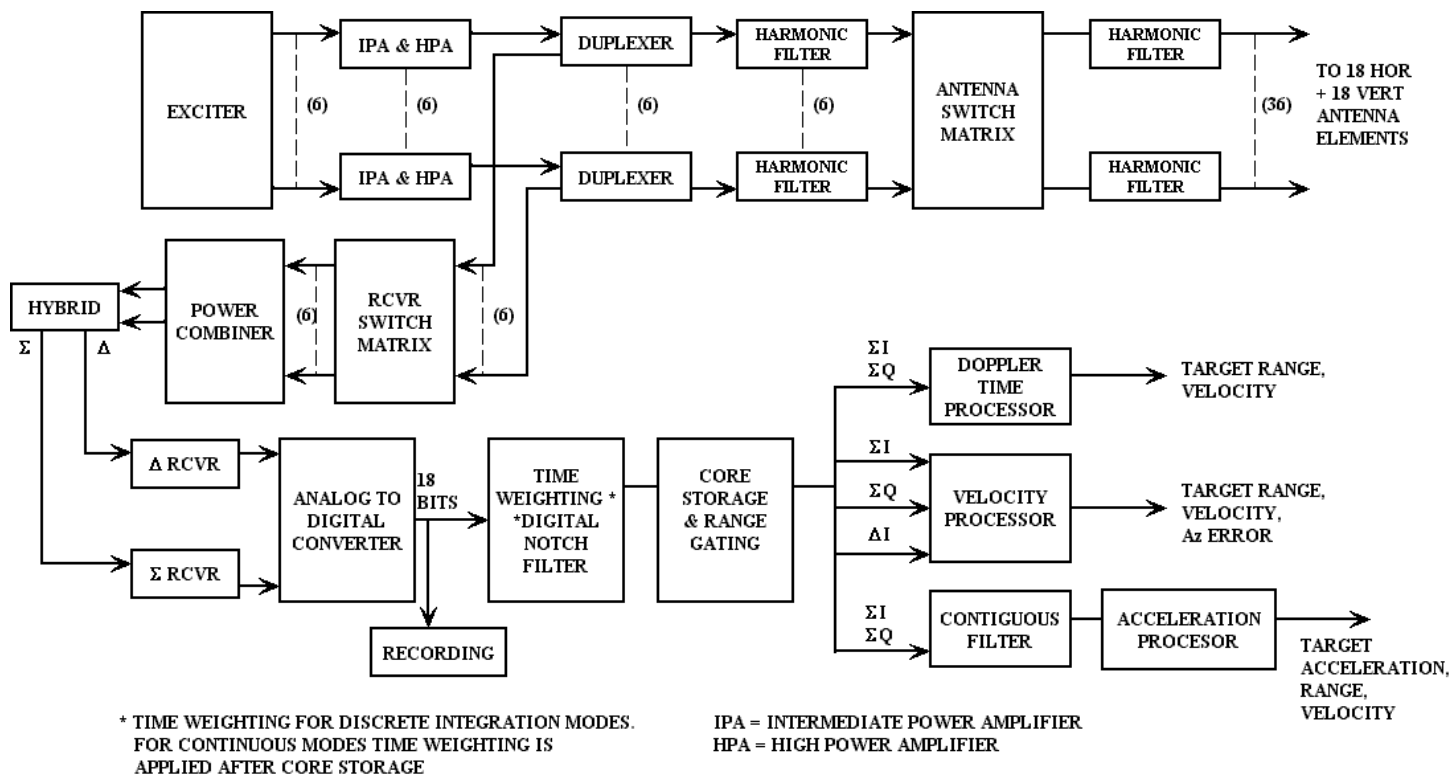 EXCITER
(6)
IPA & HPA
(6)
IPA & HPA
DUPLEXER
(6)
DUPLEXER
HARMONIC
FILTER
(6)
HARMONIC
FILTER
ANTENNA
SWITCH
MATRIX
HARMONIC
FILTER
HARMONIC
FILTER
(36)
TO 18 HOR
+ 18 VERT
ANTENNA
ELEMENTS
HYBRID
Σ
Δ
POWER
COMBINER
(6)
RCVR
SWITCH
MATRIX
(6)
Δ RCVR
Σ RCVR
ANALOG TO
DIGITAL
CONVERTER
18
BITS
RECORDING
TIME
WEIGHTING *
*DIGITAL
NOTCH
FILTER
CORE
STORAGE
& RANGE
GATING
ΣI
ΣQ
DOPPLER
TIME
PROCESSOR
TARGET RANGE,
VELOCITY
ΣI
ΣQ
ΔI
VELOCITY
PROCESSOR
TARGET RANGE,
VELOCITY,
Az ERROR
ΣI
ΣQ
CONTIGUOUS
FILTER
ACCELERATION
PROCESOR
TARGET
ACCELERATION,
RANGE,
VELOCITY
* TIME WEIGHTING FOR DISCRETE INTEGRATION MODES.
FOR CONTINUOUS MODES TIME WEIGHTING IS
APPLIED AFTER CORE STORAGE
IPA = INTERMEDIATE POWER AMPLIFIER
HPA = HIGH POWER AMPLIFIER